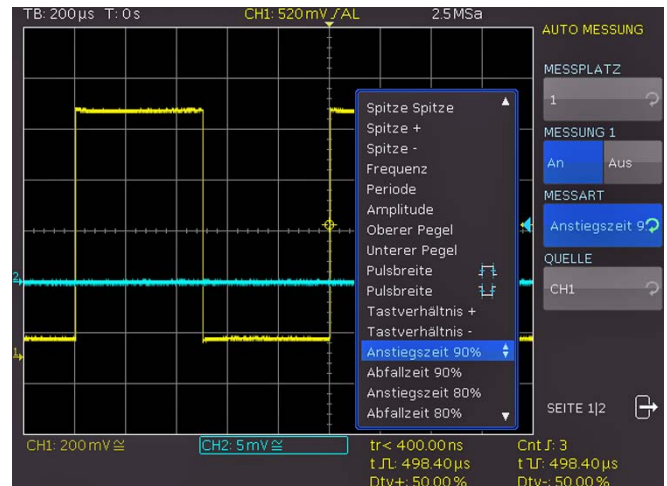 TB: 200µs T: 0s CH1: 520mV / AL 2.5MSa
AUTO MESSUNG
MESSPLATZ
1
MESSUNG 1
An Aus
MESSART
Anstiegszeit 9
QUELLE
CH1
SEITE 1|2
Spitze Spitze
Spitze +
Spitze -
Frequenz
Periode
Amplitude
Oberer Pegel
Unterer Pegel
Pulsbreite
Pulsbreite
Tastverhältnis +
Tastverhältnis -
Anstiegszeit 90%
Abfallzeit 90%
Anstiegszeit 80%
Abfallzeit 80%
2
1
CH1: 200mV ≅ CH2: 5mV ≅
tr< 400.00ns Cnt: 3
t: 498.40µs t: 498.40µs
Dty+: 50.00% Dty-: 50.00%